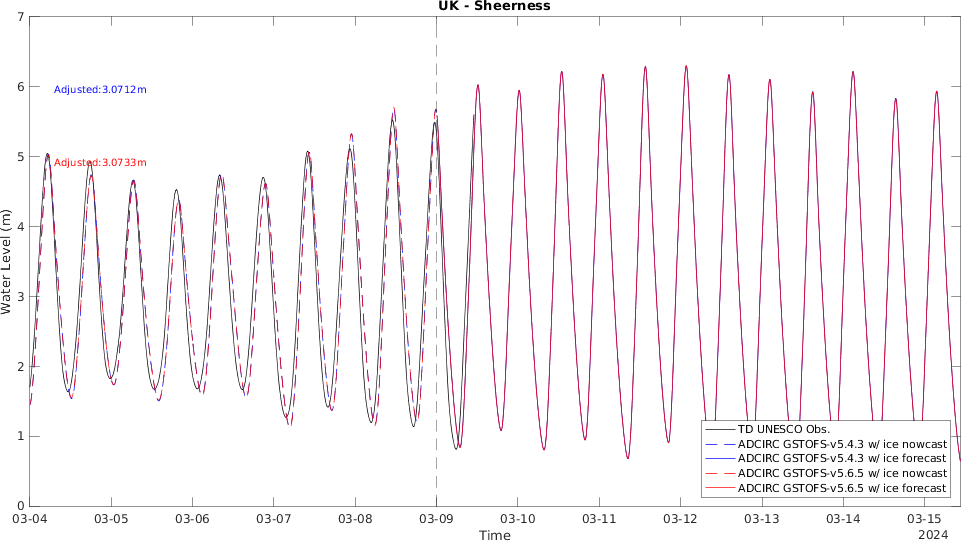 UK - Sheerness
7
6
5
4
3
2
1
0
Water Level (m)
Adjusted:3.0712m
Adjusted:3.0733m
TD UNESCO Obs.
ADCIRC GSTOFS-v5.4.3 w/ ice nowcast
ADCIRC GSTOFS-v5.4.3 w/ ice forecast
ADCIRC GSTOFS-v5.6.5 w/ ice nowcast
ADCIRC GSTOFS-v5.6.5 w/ ice forecast
03-04 03-05 03-06 03-07 03-08 03-09 03-10 03-11 03-12 03-13 03-14 03-15
Time
2024